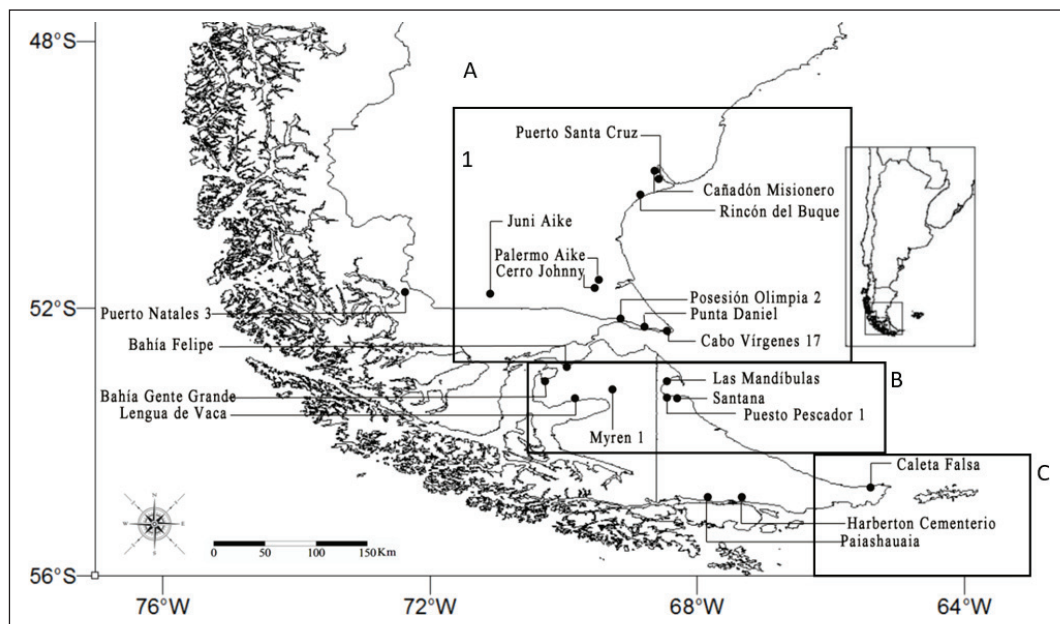 48°S
A
Puerto Santa Cruz
1
Cañadón Misionero
Rincón del Buque
Juni Aike
Palermo Aike
Cerro Johnny
52°S
Posesión Olimpia 2
Puerto Natales 3
Punta Daniel
Bahía Felipe
Cabo Vírgenes 17
B
Las Mandíbulas
Bahía Gente Grande
Santana
Lengua de Vaca
Puesto Pescador 1
Myren 1
Caleta Falsa
C
N
W
E
S
Harberton Cementerio
Paiashauaia
0 50 100 150 Km
56°S
76°W 72°W 68°W 64°W